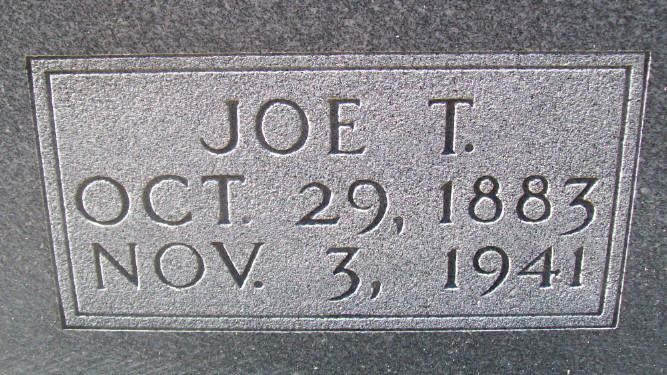 JOE T.
OCT. 29, 1883
NOV. 3, 1941